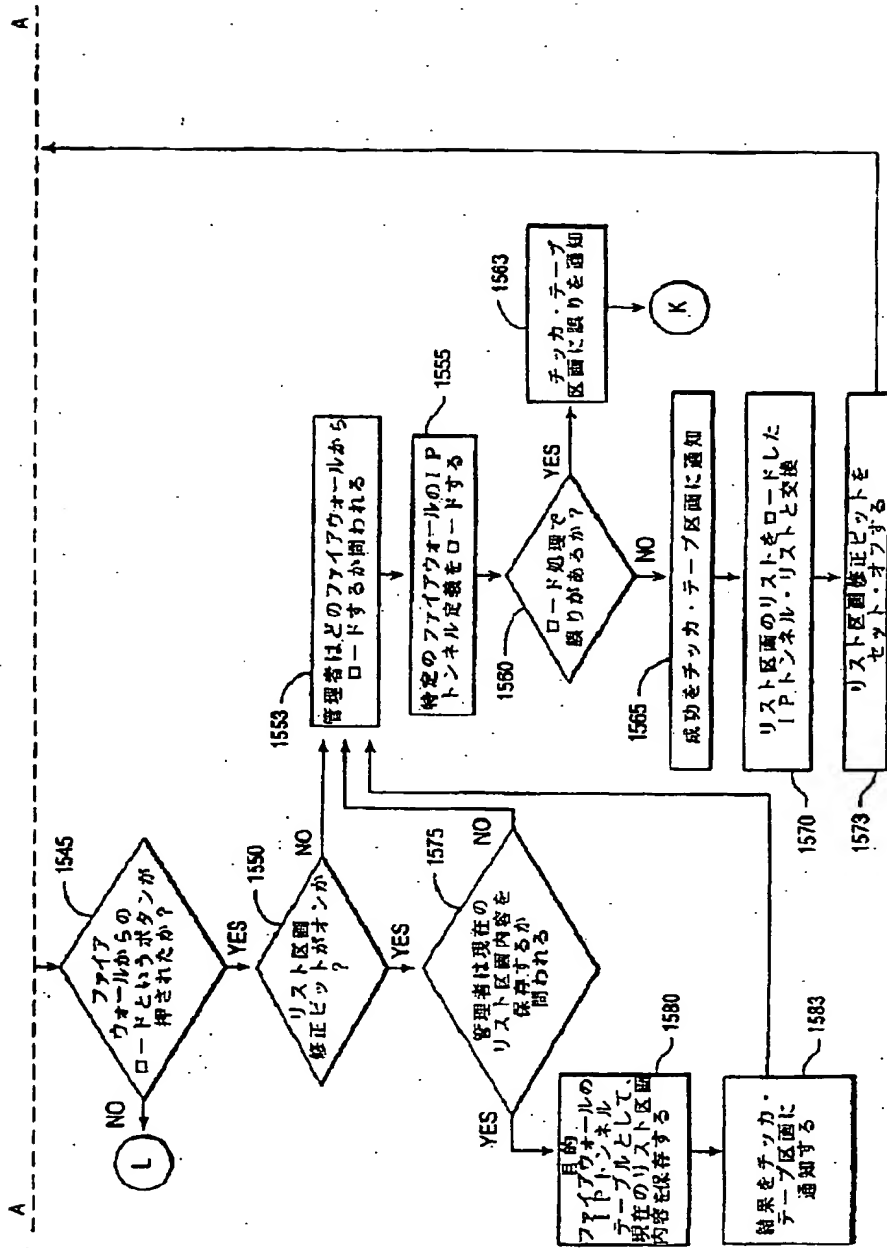 A
A
1545
ファイア
ウォールからの
ロードというボタンが
押されたか？
NO
L
YES
1550
リスト区画
修正ビットがオンか
？
NO
YES
1575
管理者は現在の
リスト区画内容を
保存するか
問われる
NO
YES
1580
目的
ファイアウォールの
IPトンネル
テーブルとして、
現在のリスト区画
内容を保存する
1583
結果をチッカ・
テープ区画に
通知する
1553
管理者はどのファイアウォールから
ロードするか問われる
1555
特定のファイアウォールのIP
トンネル定義をロードする
1560
ロード処理で
誤りがあるか？
YES
1563
チッカ・テープ
区画に誤りを通知
K
NO
1565
成功をチッカ・テープ区画に通知
1570
リスト区画のリストをロードした
IPトンネル・リストと交換
1573
リスト区画修正ビットを
セット・オフする